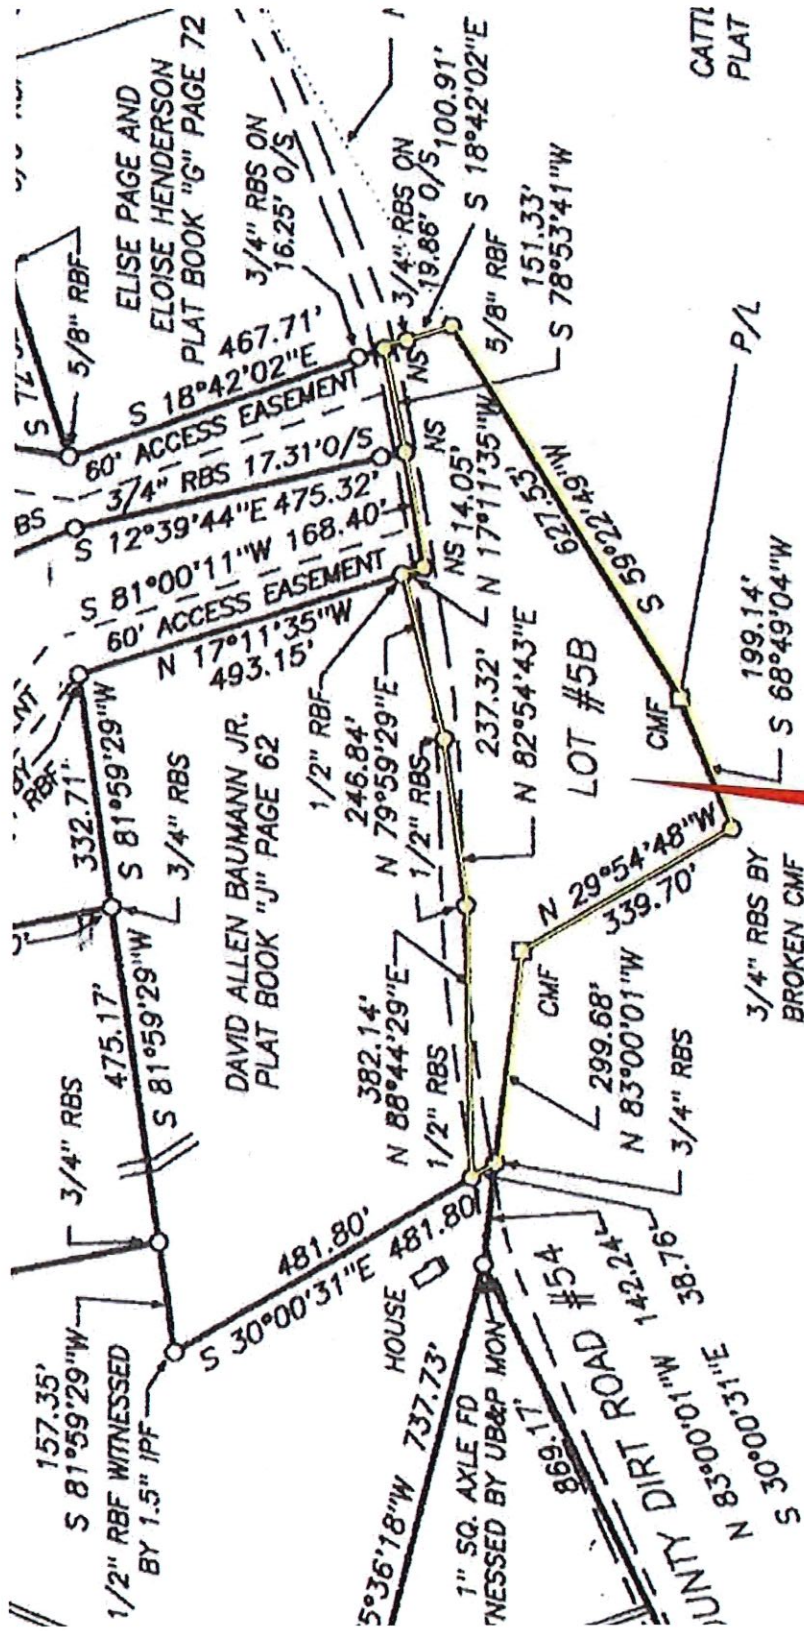 CATTL
PLAT
ELISE PAGE AND
ELOISE HENDERSON
PLAT BOOK "G" PAGE 72
5/8" RBF
3/4" RBS ON
16.25' O/S
3/4" RBS ON
19.86' O/S
100.91'
S 18°42'02"E
467.71'
S 18°42'02"E
60' ACCESS EASEMENT
5/8" RBF
151.33'
S 78°53'41"W
3/4" RBS 17.31'O/S
S 12°39'44"E 475.32'
NS
NS
NS 14.05'
N 17°11'35"W
S 81°00'11"W 168.40'
60' ACCESS EASEMENT
N 17°11'35"W
493.15'
P/L
627.53'
S 59°22'49"W
RBF
332.71'
S 81°59'29"W
3/4" RBS
1/2" RBF
246.84'
N 79°59'29"E
1/2" RBS
237.32'
N 82°54'43"E
LOT #5B
CMF
199.14'
S 68°49'04"W
DAVID ALLEN BAUMANN JR.
PLAT BOOK "J" PAGE 62
475.17'
S 81°59'29"W
3/4" RBS
382.14'
N 88°44'29"E
1/2" RBS
N 29°54'48"W
339.70'
CMF
3/4" RBS BY
BROKEN CMF
299.68'
N 83°00'01"W
3/4" RBS
157.35'
S 81°59'29"W
1/2" RBF WITNESSED
BY 1.5" IPF
481.80'
S 30°00'31"E 481.80'
HOUSE
5°36'18"W 737.73'
1" SQ. AXLE FD
NESSED BY UB&P MON
869.17'
UNTY DIRT ROAD #54
142.24'
N 83°00'01"W
38.76'
S 30°00'31"E